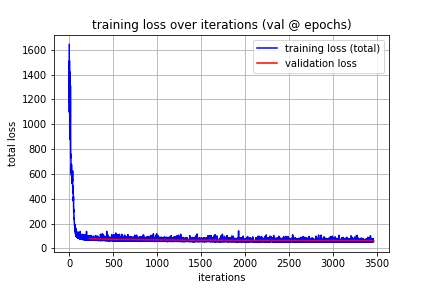 training loss over iterations (val @ epochs)
training loss (total)
validation loss
total loss
1600
1400
1200
1000
800
600
400
200
0
0 500 1000 1500 2000 2500 3000 3500
iterations